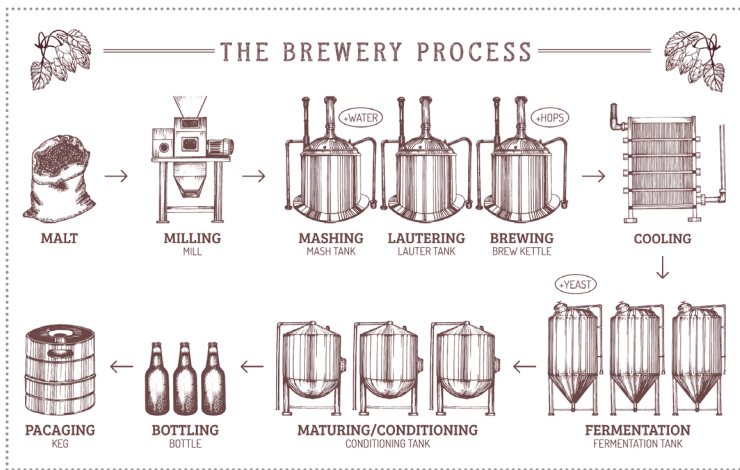 THE BREWERY PROCESS
+WATER
+HOPS
MALT
MILLING
MILL
MASHING
MASH TANK
LAUTERING
LAUTER TANK
BREWING
BREW KETTLE
COOLING
+YEAST
PACAGING
KEG
BOTTLING
BOTTLE
MATURING/CONDITIONING
CONDITIONING TANK
FERMENTATION
FERMENTATION TANK